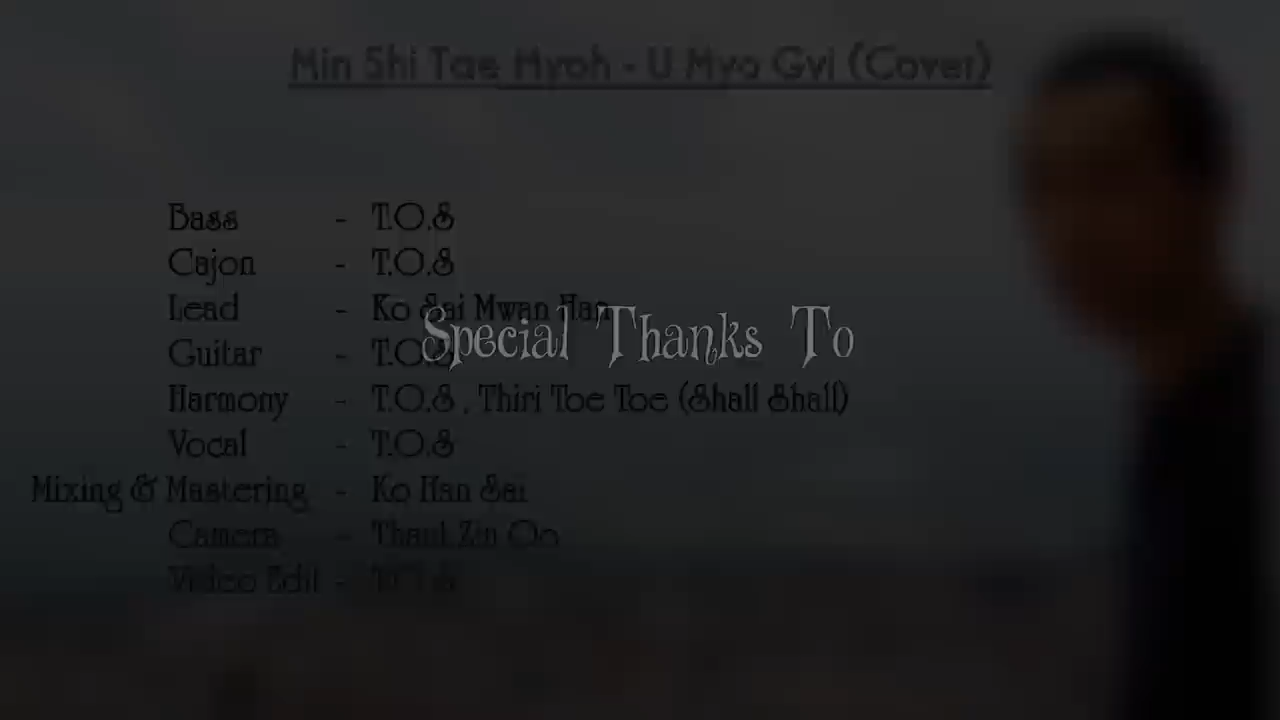 Min Shi Tae Myoh - U Myo Gyi (Cover)
Bass - T.O.S
Cajon - T.O.S
Lead - Ko Sai Mwan Han
Special Thanks To
Guitar - T.O.S
Harmony - T.O.S , Thiri Toe Toe (Shall Shall)
Vocal - T.O.S
Mixing & Mastering - Ko Han Sai
Camera - Zin Oo
Video Edit - T.O.S